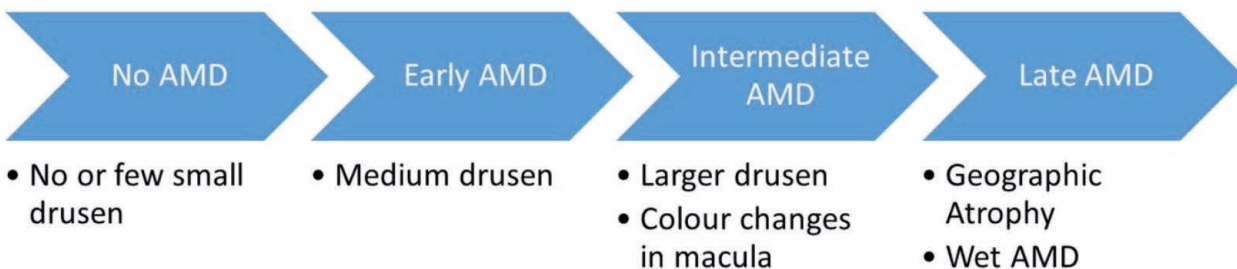 No AMD
Early AMD
Intermediate
AMD
Late AMD
• No or few small
drusen
• Medium drusen
• Larger drusen
• Colour changes
in macula
• Geographic
Atrophy
• Wet AMD